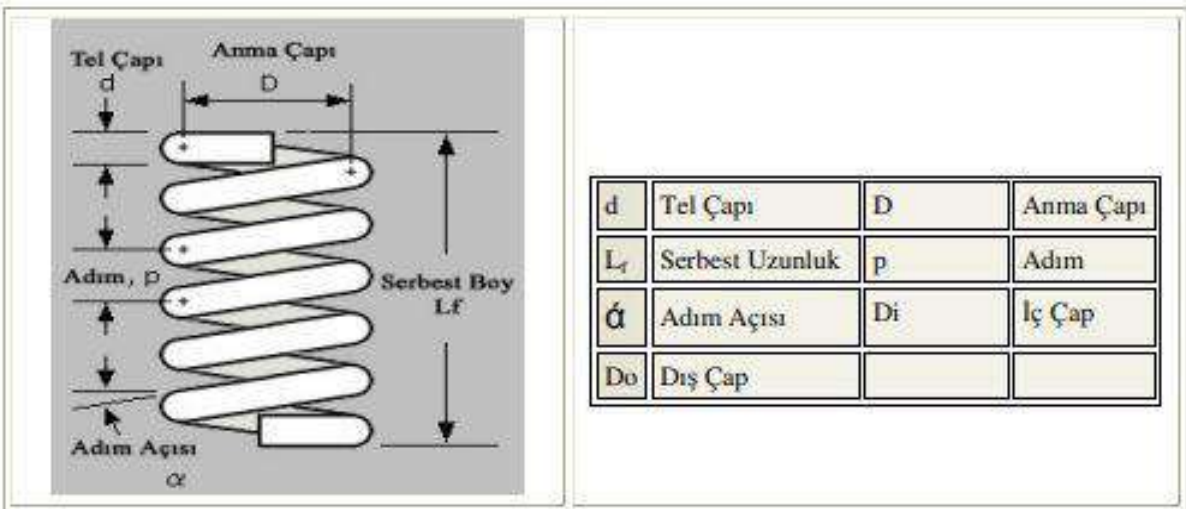 Tel Çapı
d
Anma Çapı
D
Adım, p
Serbest Boy
Lf
Adım Açısı
α
d Tel Çapı D Anma Çapı
Lf Serbest Uzunluk p Adım
ά Adım Açısı Di İç Çap
Do Dış Çap